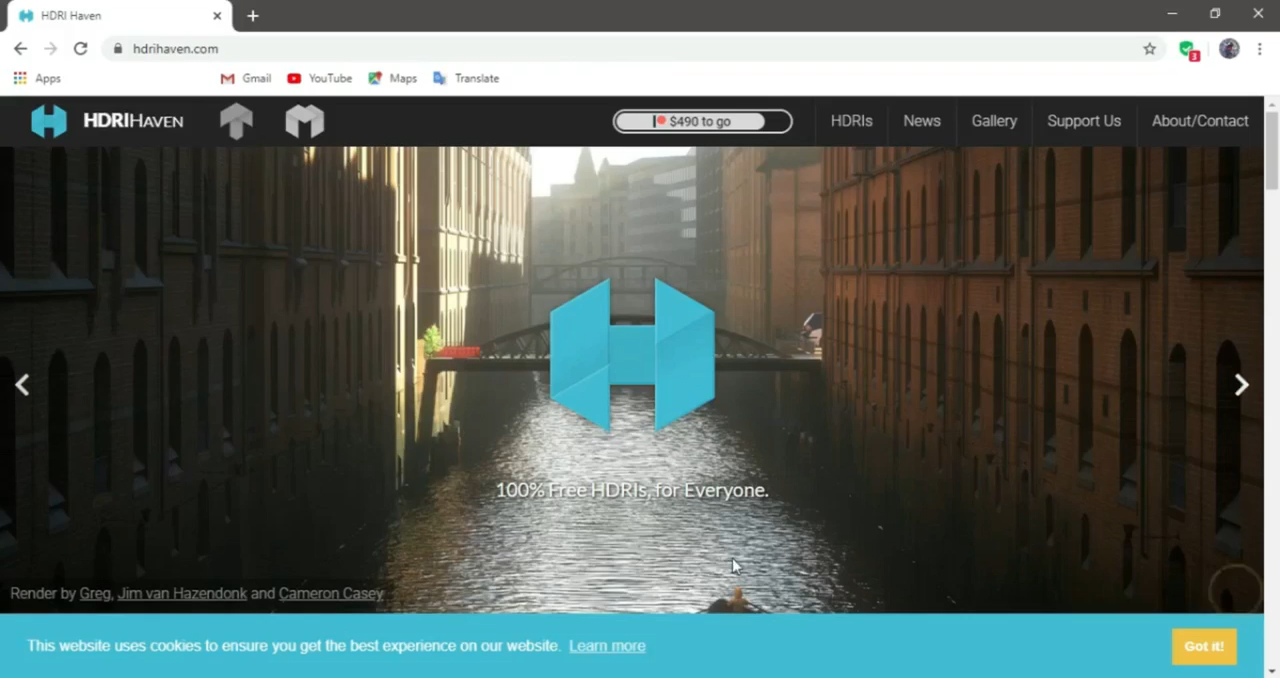 HDRI Haven
hdrihaven.com
3
Apps
Gmail
YouTube
Maps
Translate
HDRIHAVEN
$490 to go
HDRIs
News
Gallery
Support Us
About/Contact
100% Free HDRIs, for Everyone.
Render by Greg, Jim van Hazendonk and Cameron Casey
This website uses cookies to ensure you get the best experience on our website. Learn more
Got it!